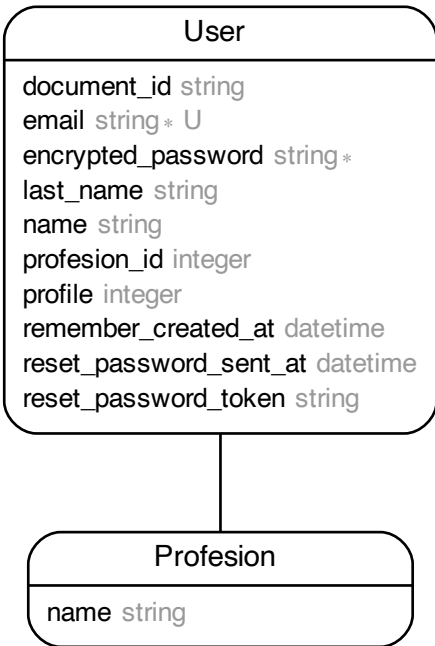 User
document_id string
email string* U
encrypted_password string*
last_name string
name string
profesion_id integer
profile integer
remember_created_at datetime
reset_password_sent_at datetime
reset_password_token string
Profesion
name string